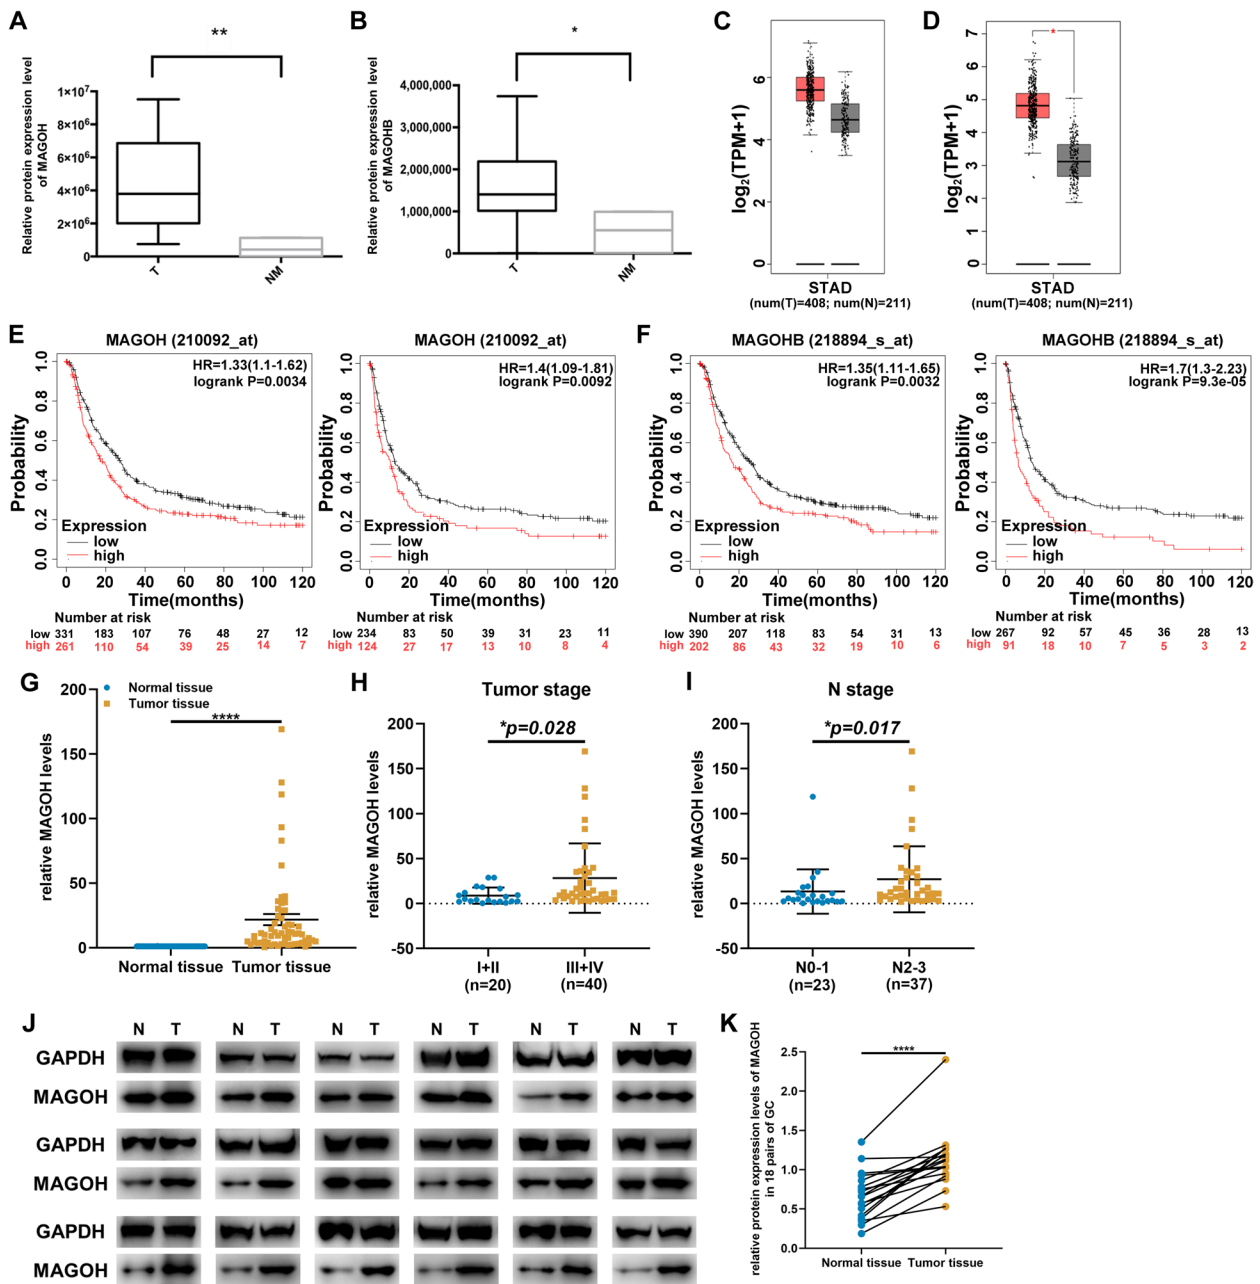 A
**
Relative protein expression level
of MAGOH
1×10⁷
8×10⁶
6×10⁶
4×10⁶
2×10⁶
0
T
NM
B
*
Relative protein expression level
of MAGOHB
4,000,000
3,000,000
2,000,000
1,000,000
0
T
NM
C
log₂(TPM+1)
6
4
2
0
STAD
(num(T)=408; num(N)=211)
D
*
log₂(TPM+1)
7
6
5
4
3
2
1
0
STAD
(num(T)=408; num(N)=211)
E
MAGOH (210092_at)
HR=1.33(1.1-1.62)
logrank P=0.0034
Probability
1.0
0.8
0.6
0.4
0.2
0.0
Expression
low
high
0 20 40 60 80 100 120
Time(months)
Number at risk
low 331 183 107 76 48 27 12
high 261 110 54 39 25 14 7
MAGOH (210092_at)
HR=1.4(1.09-1.81)
logrank P=0.0092
Probability
1.0
0.8
0.6
0.4
0.2
0.0
Expression
low
high
0 20 40 60 80 100 120
Time(months)
Number at risk
low 234 83 50 39 31 23 11
high 124 27 17 13 10 8 4
F
MAGOHB (218894_s_at)
HR=1.35(1.11-1.65)
logrank P=0.0032
Probability
1.0
0.8
0.6
0.4
0.2
0.0
Expression
low
high
0 20 40 60 80 100 120
Time(months)
Number at risk
low 390 207 118 83 54 31 13
high 202 86 43 32 19 10 6
MAGOHB (218894_s_at)
HR=1.7(1.3-2.23)
logrank P=9.3e-05
Probability
1.0
0.8
0.6
0.4
0.2
0.0
Expression
low
high
0 20 40 60 80 100 120
Time(months)
Number at risk
low 267 92 57 45 36 28 13
high 91 18 10 7 5 3 2
G
Normal tissue
Tumor tissue
****
relative MAGOH levels
200
150
100
50
0
Normal tissue Tumor tissue
H
Tumor stage
*p=0.028
relative MAGOH levels
200
150
100
50
0
-50
I+II III+IV
(n=20) (n=40)
I
N stage
*p=0.017
relative MAGOH levels
200
150
100
50
0
-50
N0-1 N2-3
(n=23) (n=37)
J
N T N T N T N T N T N T
GAPDH
MAGOH
GAPDH
MAGOH
GAPDH
MAGOH
K
****
relative protein expression levels of MAGOH
in 18 pairs of GC
2.5
2.0
1.5
1.0
0.5
0.0
Normal tissue Tumor tissue